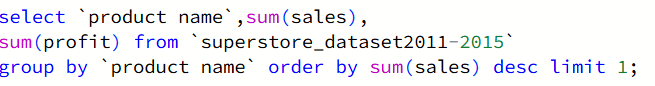 select `product name`,sum(sales),
sum(profit) from `superstore_dataset2011-2015`
group by `product name` order by sum(sales) desc limit 1;